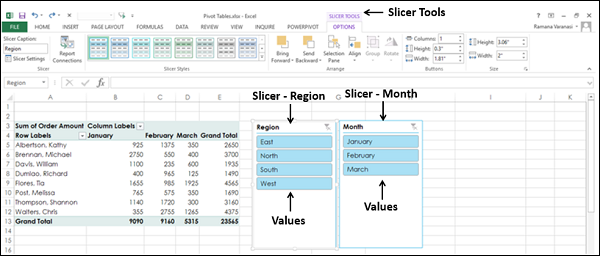 Pivot Tables.xlsx - Excel
SLICER TOOLS
Slicer Tools
FILE HOME INSERT PAGE LAYOUT FORMULAS DATA REVIEW VIEW INQUIRE POWERPIVOT OPTIONS
Ramana Varanasi
Slicer Caption:
Region
Slicer Settings
Report
Connections
Slicer
Slicer Styles
Bring
Forward
Send
Backward
Selection
Pane
Align
Group
Rotate
Arrange
Columns: 1
Height: 0.3"
Width: 1.81"
Buttons
Height: 3.06"
Width: 2"
Size
Region
fx
Slicer - Region
Slicer - Month
A B C D E G I J K
1
2
3 Sum of Order Amount Column Labels
4 Row Labels January February March Grand Total
5 Albertson, Kathy 925 1375 350 2650
6 Brennan, Michael 2750 550 400 3700
7 Davis, William 1100 235 600 1935
8 Dumlao, Richard 400 965 125 1490
9 Flores, Tia 1655 985 1925 4565
10 Post, Melissa 765 575 350 1690
11 Thompson, Shannon 1140 1720 300 3160
12 Walters, Chris 355 2755 1265 4375
13 Grand Total 9090 9160 5315 23565
14
15
16
Region
East
North
South
West
Values
Month
January
February
March
Values